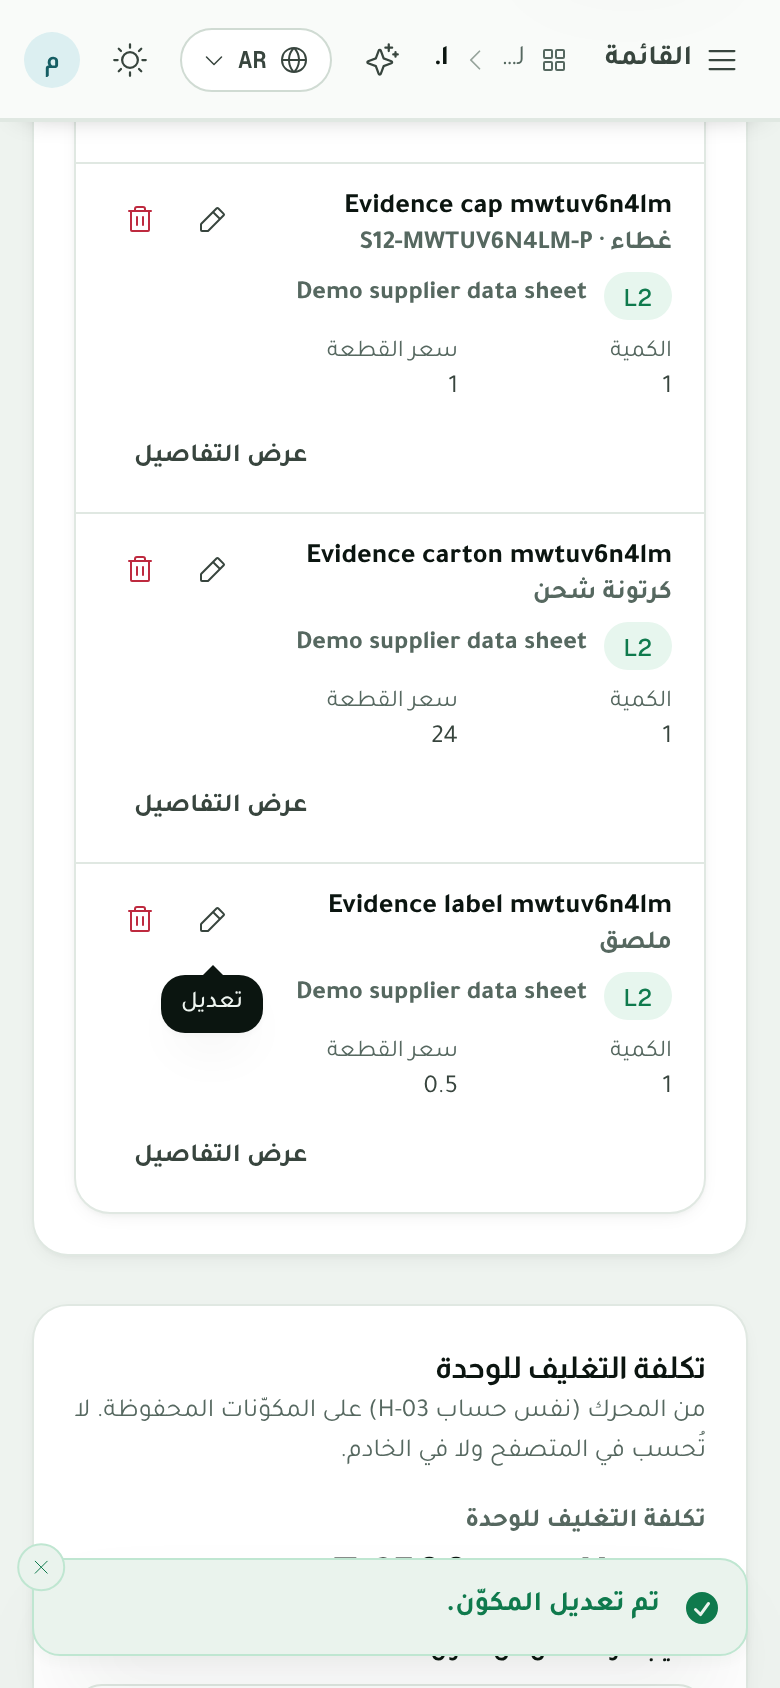 القائمة
ل...
ا.
AR
م
Evidence cap mwtuv6n4lm
غطاء · S12-MWTUV6N4LM-P
L2 Demo supplier data sheet
الكمية سعر القطعة
1 1
عرض التفاصيل
Evidence carton mwtuv6n4lm
كرتونة شحن
L2 Demo supplier data sheet
الكمية سعر القطعة
1 24
عرض التفاصيل
Evidence label mwtuv6n4lm
ملصق
L2 Demo supplier data sheet
تعديل
الكمية سعر القطعة
1 0.5
عرض التفاصيل
تكلفة التغليف للوحدة
من المحرك (نفس حساب H-03) على المكوّنات المحفوظة. لا
تُحسب في المتصفح ولا في الخادم.
تكلفة التغليف للوحدة
تم تعديل المكوّن.